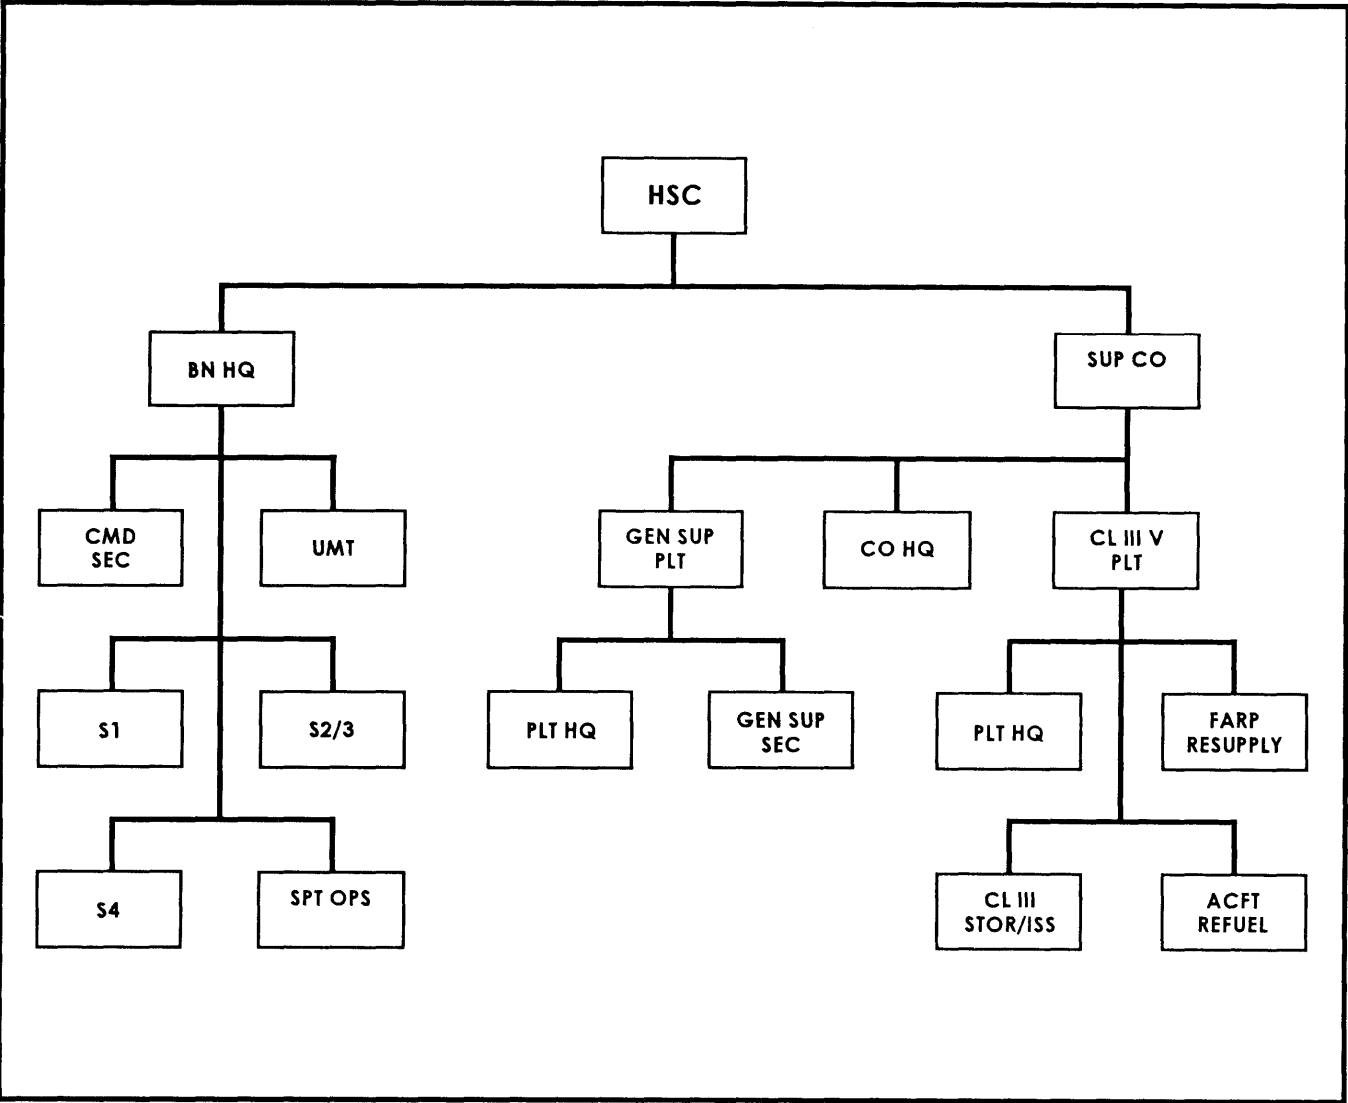 HSC
BN HQ
SUP CO
CMD
SEC
UMT
GEN SUP
PLT
CO HQ
CL III V
PLT
S1
S2/3
PLT HQ
GEN SUP
SEC
PLT HQ
FARP
RESUPPLY
S4
SPT OPS
CL III
STOR/ISS
ACFT
REFUEL